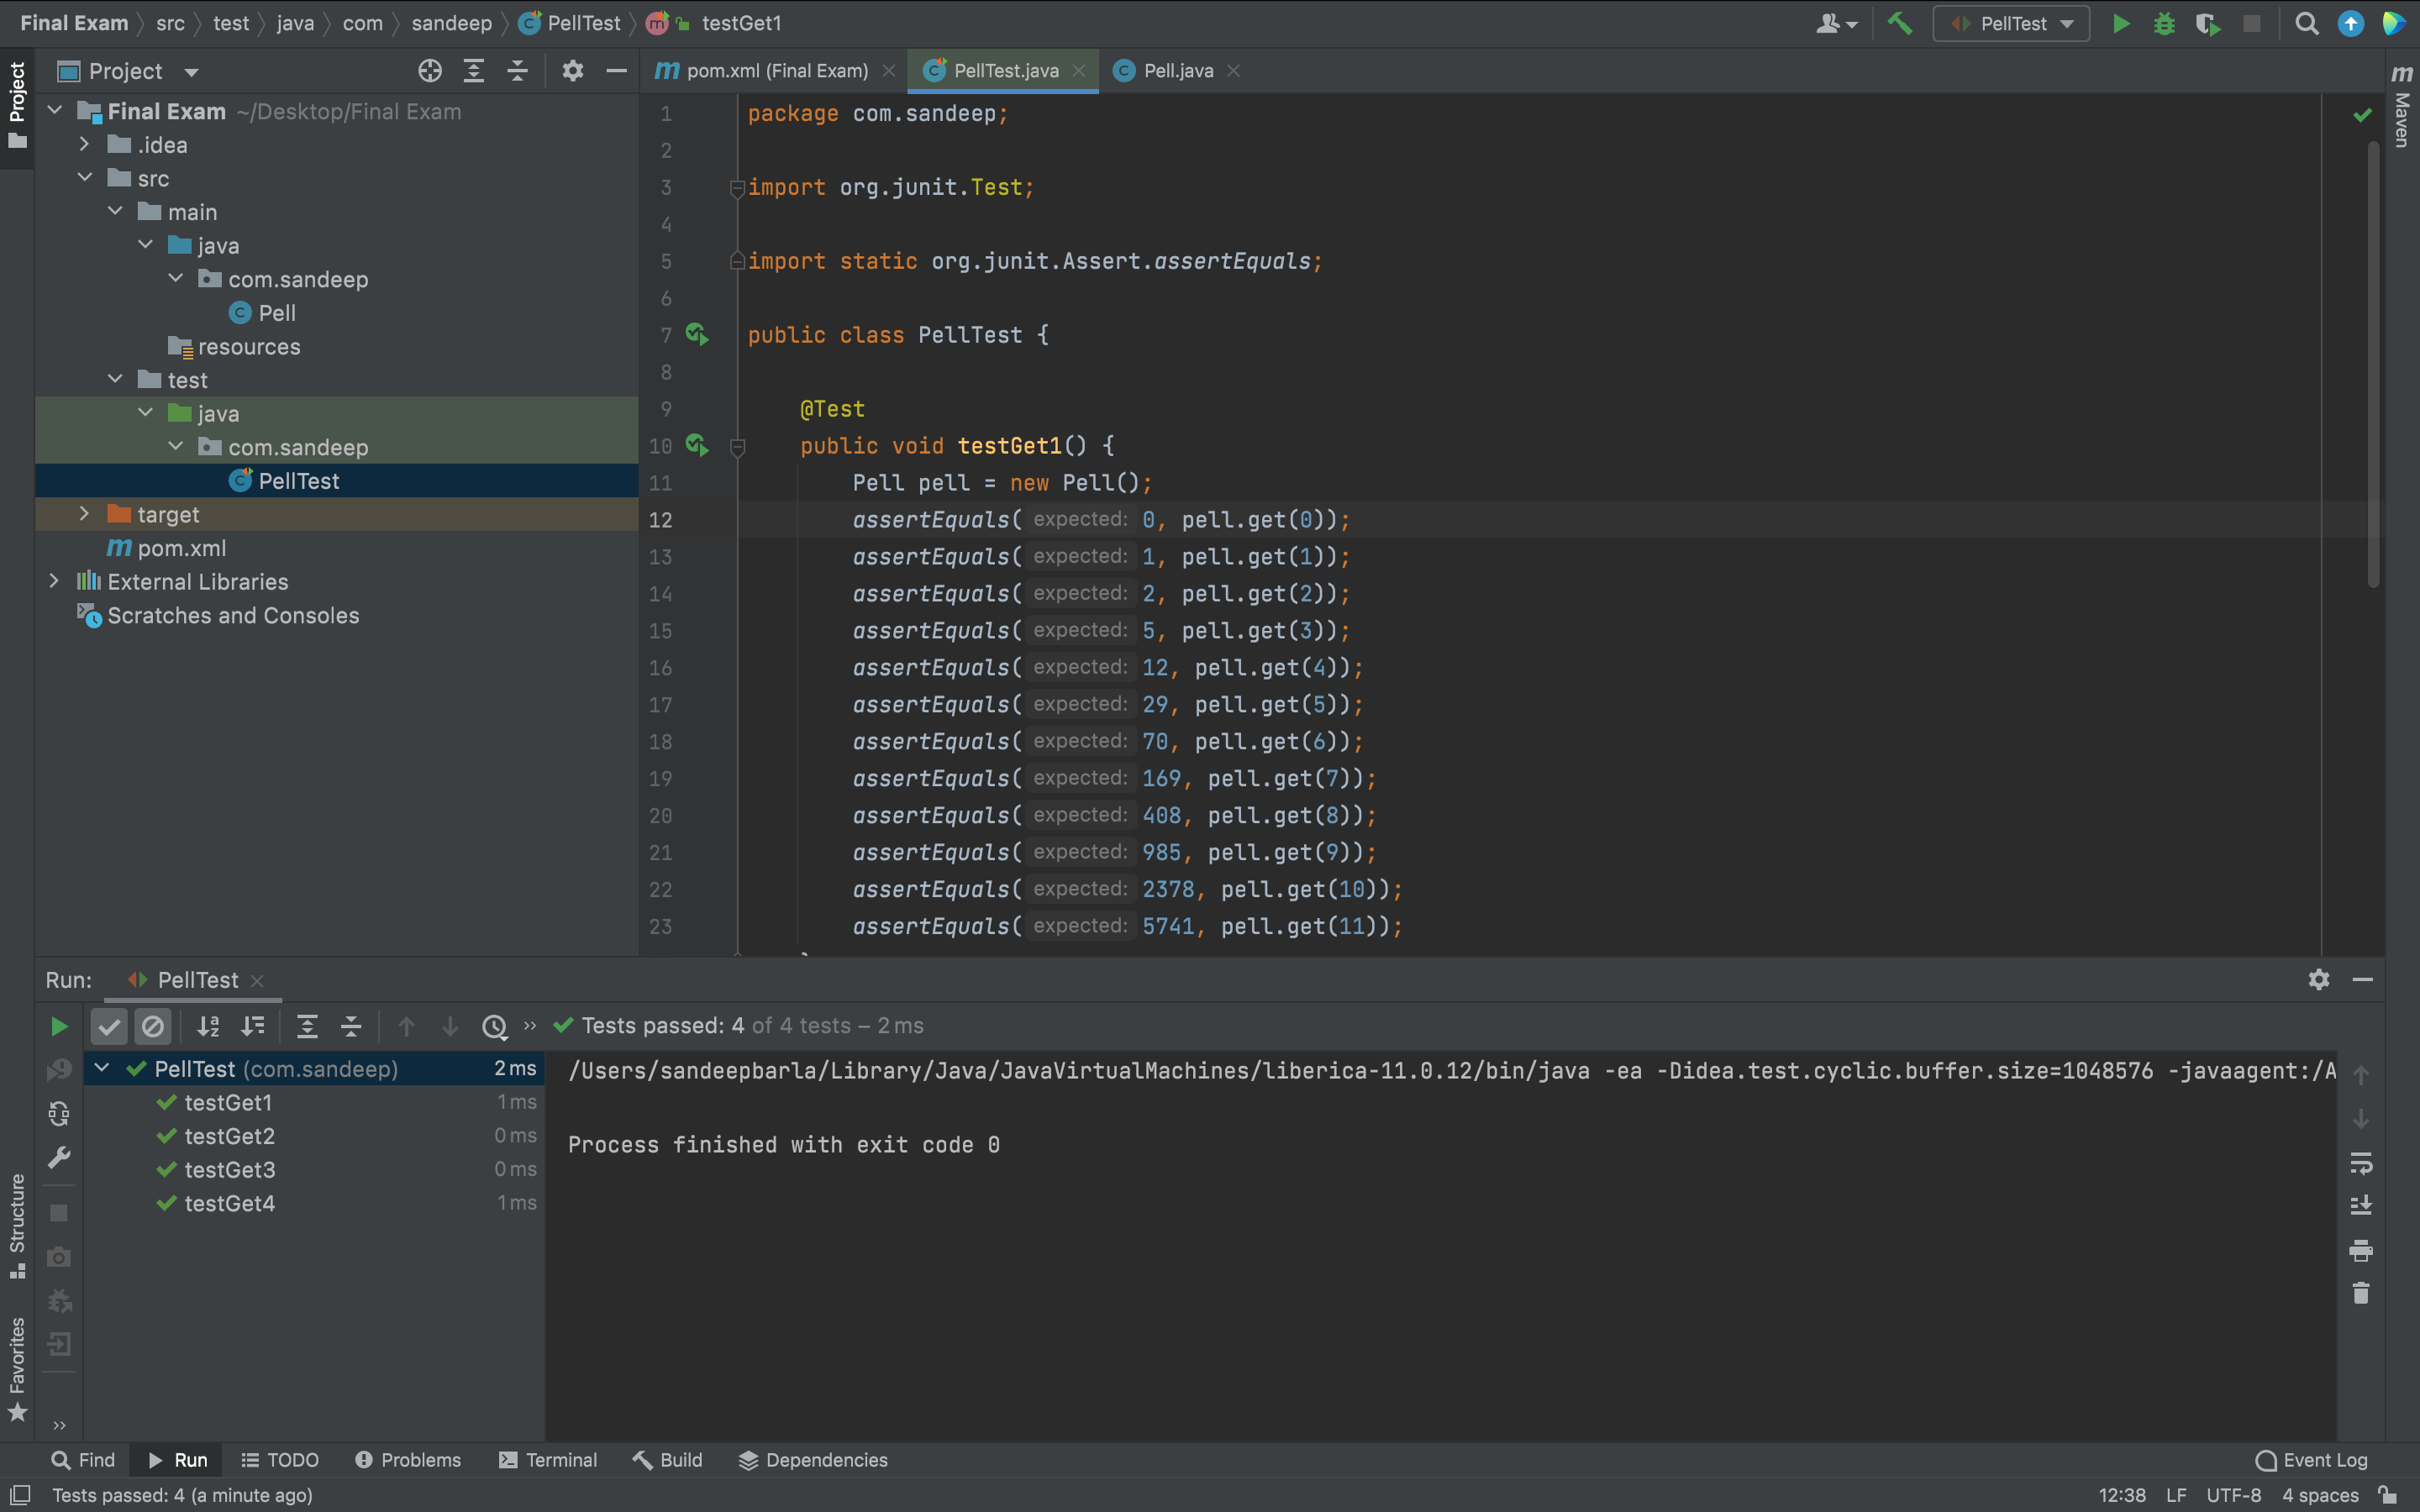 Final Exam src test java com sandeep PellTest testGet1 PellTest
Project
pom.xml (Final Exam) PellTest.java Pell.java
Final Exam ~/Desktop/Final Exam
.idea
src
main
java
com.sandeep
Pell
resources
test
java
com.sandeep
PellTest
target
pom.xml
External Libraries
Scratches and Consoles
Project
Structure
Favorites
Maven
1 package com.sandeep;
2
3 import org.junit.Test;
4
5 import static org.junit.Assert.assertEquals;
6
7 public class PellTest {
8
9 @Test
10 public void testGet1() {
11 Pell pell = new Pell();
12 assertEquals( expected: 0, pell.get(0));
13 assertEquals( expected: 1, pell.get(1));
14 assertEquals( expected: 2, pell.get(2));
15 assertEquals( expected: 5, pell.get(3));
16 assertEquals( expected: 12, pell.get(4));
17 assertEquals( expected: 29, pell.get(5));
18 assertEquals( expected: 70, pell.get(6));
19 assertEquals( expected: 169, pell.get(7));
20 assertEquals( expected: 408, pell.get(8));
21 assertEquals( expected: 985, pell.get(9));
22 assertEquals( expected: 2378, pell.get(10));
23 assertEquals( expected: 5741, pell.get(11));
Run: PellTest
Tests passed: 4 of 4 tests – 2 ms
PellTest (com.sandeep) 2 ms
testGet1 1 ms
testGet2 0 ms
testGet3 0 ms
testGet4 1 ms
/Users/sandeepbarla/Library/Java/JavaVirtualMachines/liberica-11.0.12/bin/java -ea -Didea.test.cyclic.buffer.size=1048576 -javaagent:/A
Process finished with exit code 0
Find Run TODO Problems Terminal Build Dependencies Event Log
Tests passed: 4 (a minute ago) 12:38 LF UTF-8 4 spaces